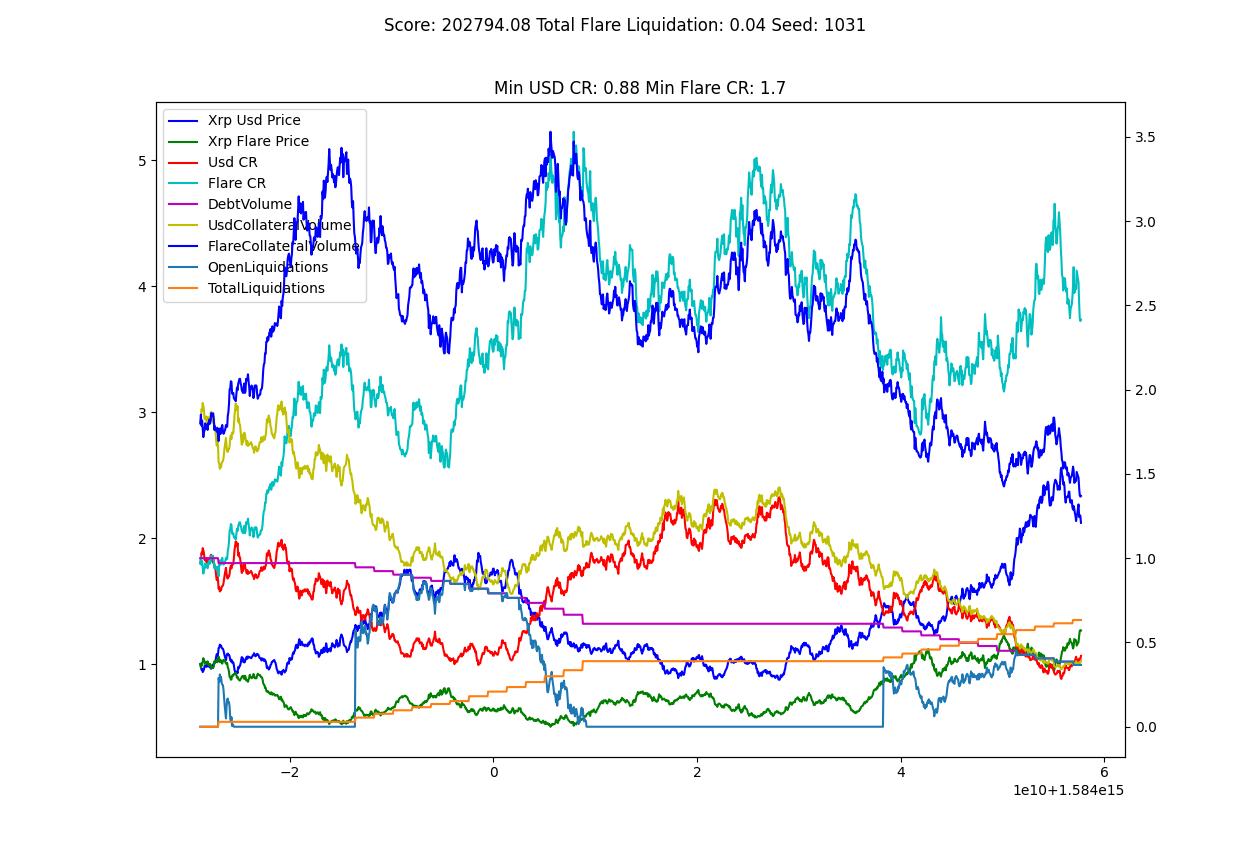 Score: 202794.08 Total Flare Liquidation: 0.04 Seed: 1031
Min USD CR: 0.88 Min Flare CR: 1.7
Xrp Usd Price
Xrp Flare Price
Usd CR
Flare CR
DebtVolume
UsdCollateralVolume
FlareCollateralVolume
OpenLiquidations
TotalLiquidations
5
4
3
2
1
3.5
3.0
2.5
2.0
1.5
1.0
0.5
0.0
−2
0
2
4
6
1e10+1.584e15